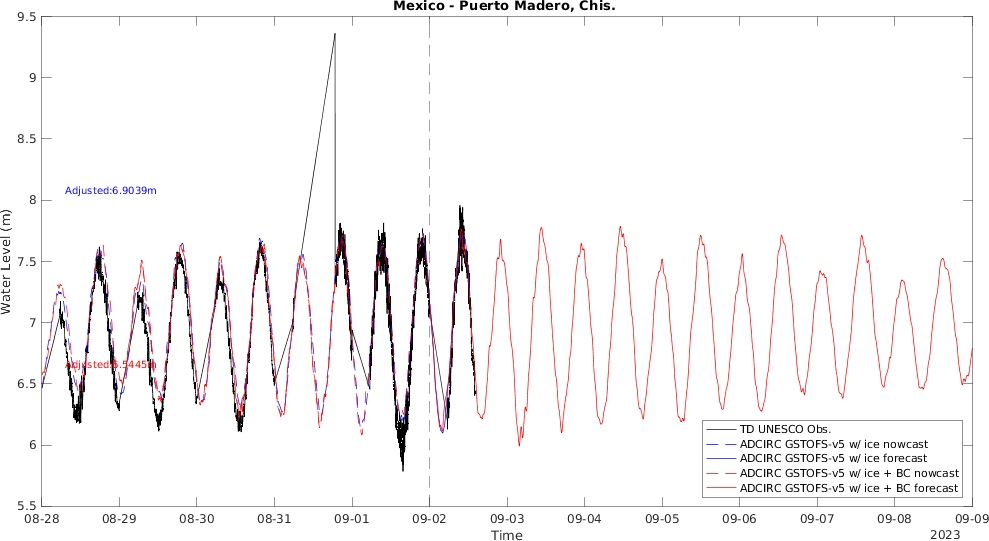 Mexico - Puerto Madero, Chis.
9.5
9
8.5
8
7.5
7
6.5
6
5.5
Water Level (m)
Adjusted:6.9039m
TD UNESCO Obs.
ADCIRC GSTOFS-v5 w/ ice nowcast
ADCIRC GSTOFS-v5 w/ ice forecast
ADCIRC GSTOFS-v5 w/ ice + BC nowcast
ADCIRC GSTOFS-v5 w/ ice + BC forecast
08-28
08-29
08-30
08-31
09-01
09-02
09-03
09-04
09-05
09-06
09-07
09-08
09-09
Time
2023